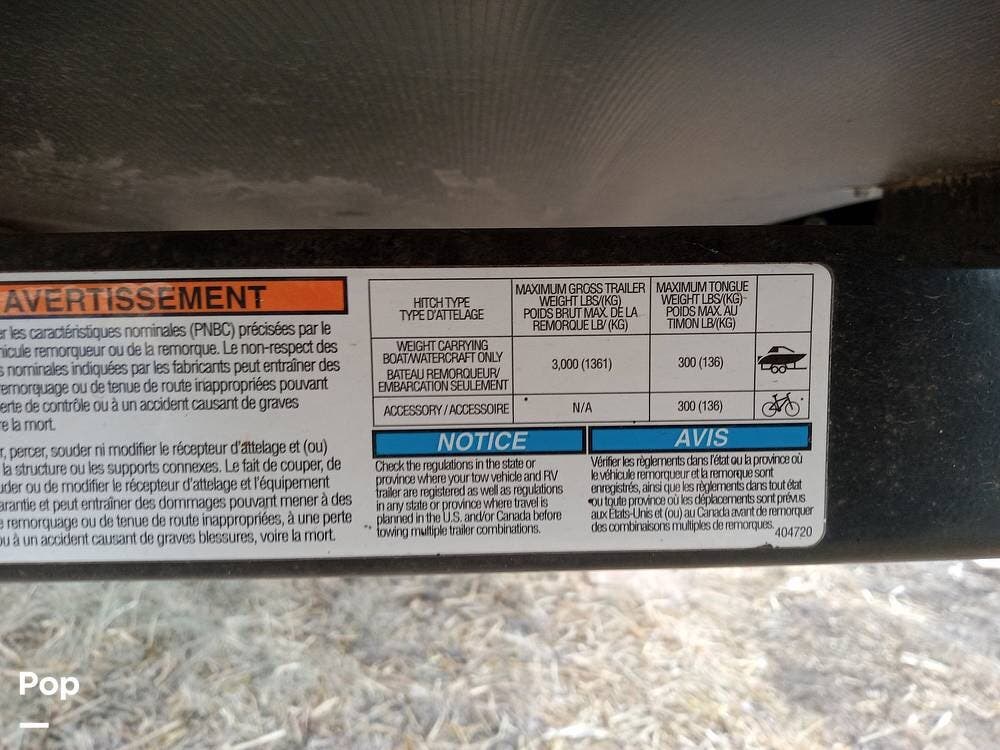 AVERTISSEMENT
er les caractéristiques nominales (PNBC) précisées par le
hicule remorqueur ou de la remorque. Le non-respect des
s nominales indiquées par les fabricants peut entraîner des
emorquage ou de tenue de route inappropriées pouvant
erte de contrôle ou à un accident causant de graves
re la mort.
r, percer, souder ni modifier le récepteur d'attelage et (ou)
la structure ou les supports connexes. Le fait de couper, de
uder ou de modifier le récepteur d'attelage et l'équipement
arantie et peut entraîner des dommages pouvant mener à des
e remorquage ou de tenue de route inappropriées, à une perte
ou à un accident causant de graves blessures, voire la mort.
HITCH TYPE
TYPE D'ATTELAGE
MAXIMUM GROSS TRAILER
WEIGHT LBS/(KG)
POIDS BRUT MAX. DE LA
REMORQUE LB/ (KG)
MAXIMUM TONGUE
WEIGHT LBS/(KG)
POIDS MAX. AU
TIMON LB/(KG)
WEIGHT CARRYING
BOAT/WATERCRAFT ONLY
BATEAU REMORQUEUR/
EMBARCATION SEULEMENT
3,000 (1361)
300 (136)
ACCESSORY / ACCESSOIRE
N/A
300 (136)
NOTICE
Check the regulations in the state or
province where your tow vehicle and RV
trailer are registered as well as regulations
in any state or province where travel is
planned in the U.S. and/or Canada before
towing multiple trailer combinations.
AVIS
Vérifier les règlements dans l'état ou la province où
le véhicule remorqueur et la remorque sont
enregistrés, ainsi que les règlements dans tout état
ou toute province où les déplacements sont prévus
aux États-Unis et (ou) au Canada avant de remorquer
des combinaisons multiples de remorques.
404720
Pop